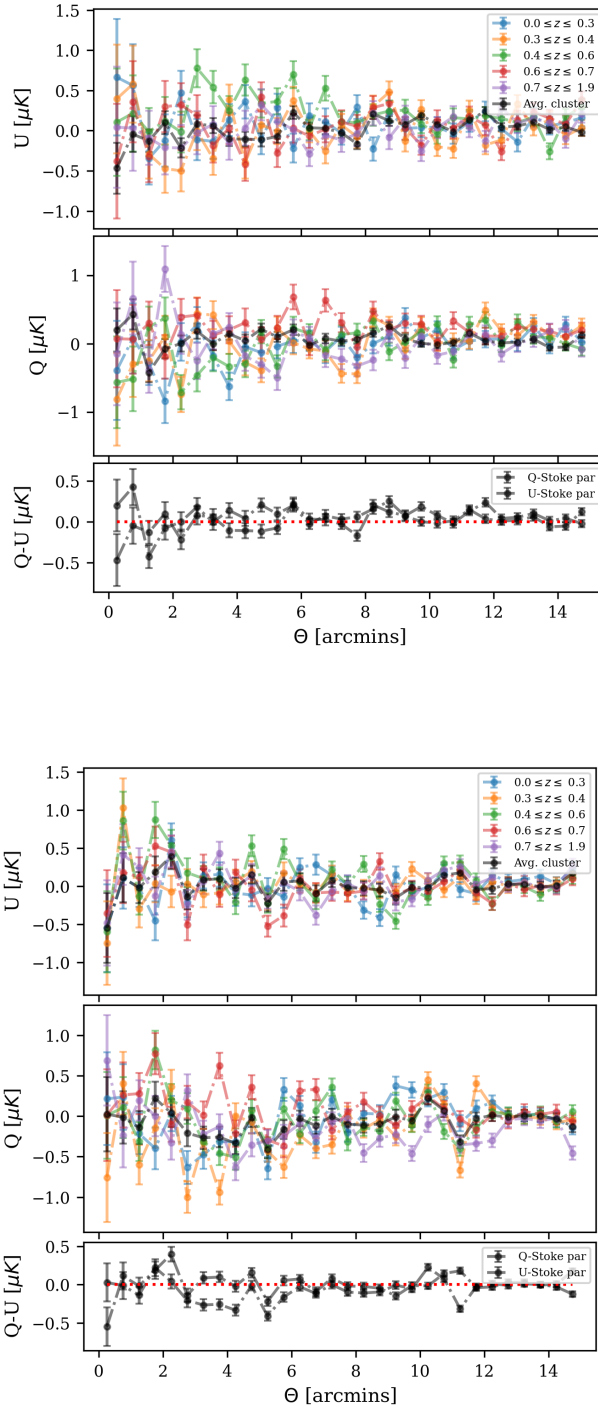 1.5
1.0
0.5
0.0
−0.5
−1.0
U [μK]
0.0 ≤ z ≤ 0.3
0.3 ≤ z ≤ 0.4
0.4 ≤ z ≤ 0.6
0.6 ≤ z ≤ 0.7
0.7 ≤ z ≤ 1.9
Avg. cluster
1
0
−1
Q [μK]
0.5
0.0
−0.5
Q-U [μK]
Q-Stoke par
U-Stoke par
0 2 4 6 8 10 12 14
Θ [arcmins]
1.5
1.0
0.5
0.0
−0.5
−1.0
U [μK]
0.0 ≤ z ≤ 0.3
0.3 ≤ z ≤ 0.4
0.4 ≤ z ≤ 0.6
0.6 ≤ z ≤ 0.7
0.7 ≤ z ≤ 1.9
Avg. cluster
1.0
0.5
0.0
−0.5
−1.0
Q [μK]
0.5
0.0
−0.5
Q-U [μK]
Q-Stoke par
U-Stoke par
0 2 4 6 8 10 12 14
Θ [arcmins]